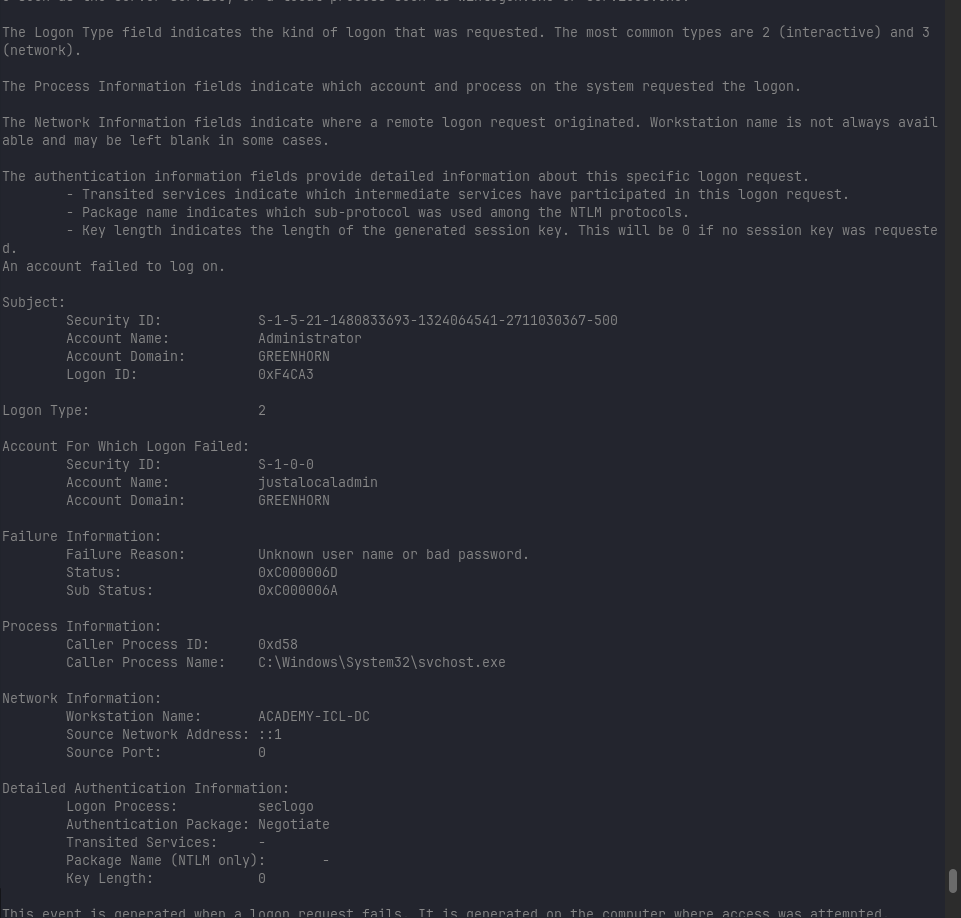 The Logon Type field indicates the kind of logon that was requested. The most common types are 2 (interactive) and 3
(network).
The Process Information fields indicate which account and process on the system requested the logon.
The Network Information fields indicate where a remote logon request originated. Workstation name is not always avail
able and may be left blank in some cases.
The authentication information fields provide detailed information about this specific logon request.
- Transited services indicate which intermediate services have participated in this logon request.
- Package name indicates which sub-protocol was used among the NTLM protocols.
- Key length indicates the length of the generated session key. This will be 0 if no session key was requeste
d.
An account failed to log on.
Subject:
Security ID: S-1-5-21-1480833693-1324064541-2711030367-500
Account Name: Administrator
Account Domain: GREENHORN
Logon ID: 0xF4CA3
Logon Type: 2
Account For Which Logon Failed:
Security ID: S-1-0-0
Account Name: justalocaladmin
Account Domain: GREENHORN
Failure Information:
Failure Reason: Unknown user name or bad password.
Status: 0xC000006D
Sub Status: 0xC000006A
Process Information:
Caller Process ID: 0xd58
Caller Process Name: C:\Windows\System32\svchost.exe
Network Information:
Workstation Name: ACADEMY-ICL-DC
Source Network Address: ::1
Source Port: 0
Detailed Authentication Information:
Logon Process: seclogo
Authentication Package: Negotiate
Transited Services: -
Package Name (NTLM only): -
Key Length: 0
This event is generated when a logon request fails. It is generated on the computer where access was attempted.